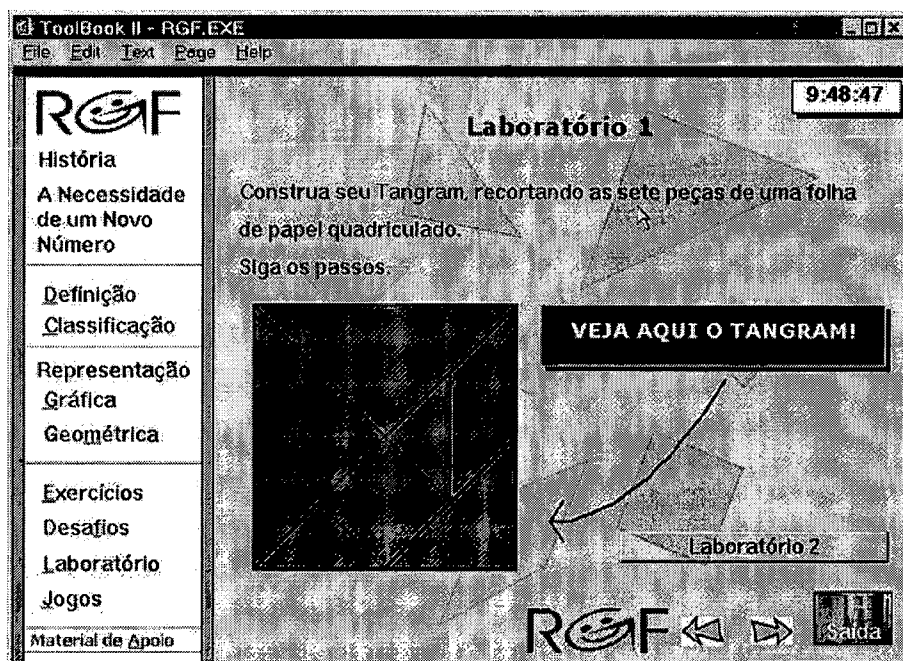 ToolBook II - RGF.EXE
File Edit Text Page Help
RGF
História
A Necessidade
de um Novo
Número
Definição
Classificação
Representação
Gráfica
Geométrica
Exercícios
Desafios
Laboratório
Jogos
Material de Apoio
9:48:47
Laboratório 1
Construa seu Tangram, recortando as sete peças de uma folha
de papel quadriculado.
Siga os passos.
VEJA AQUI O TANGRAM!
Laboratório 2
RGF
Saída